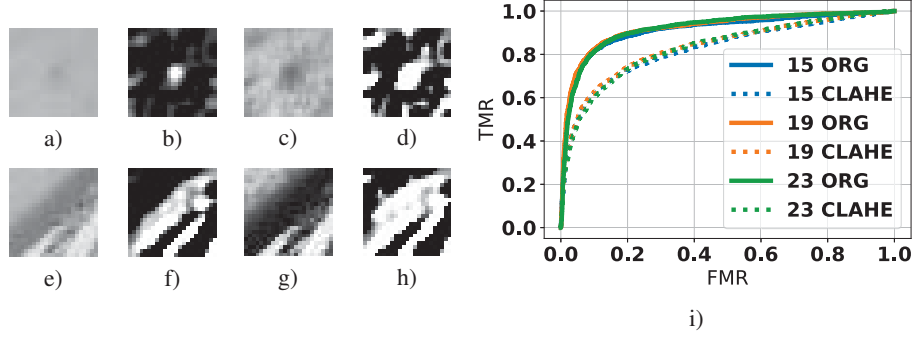 a) b) c) d)
e) f) g) h)
TMR
1.0
0.8
0.6
0.4
0.2
0.0
15 ORG
15 CLAHE
19 ORG
19 CLAHE
23 ORG
23 CLAHE
0.0 0.2 0.4 0.6 0.8 1.0
FMR
i)